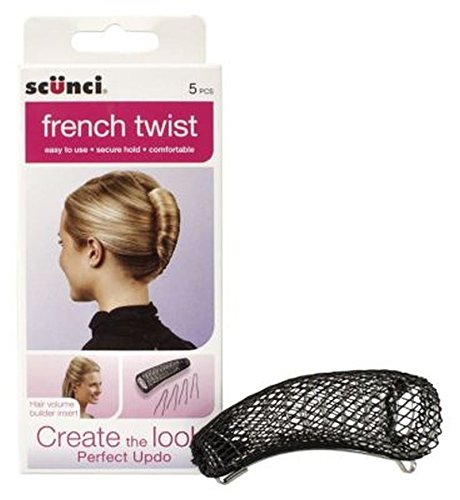 scünci®
5 PCS
french twist
easy to use • secure hold • comfortable
Hair volume
builder insert
Create the look
Perfect Updo